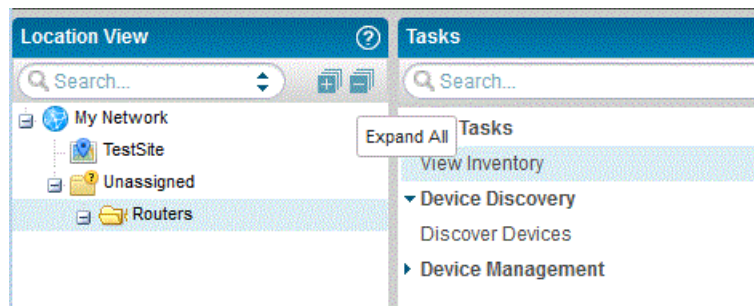 Location View
Search...
My Network
TestSite
Unassigned
Routers
Expand All
Tasks
Search...
Tasks
View Inventory
Device Discovery
Discover Devices
Device Management